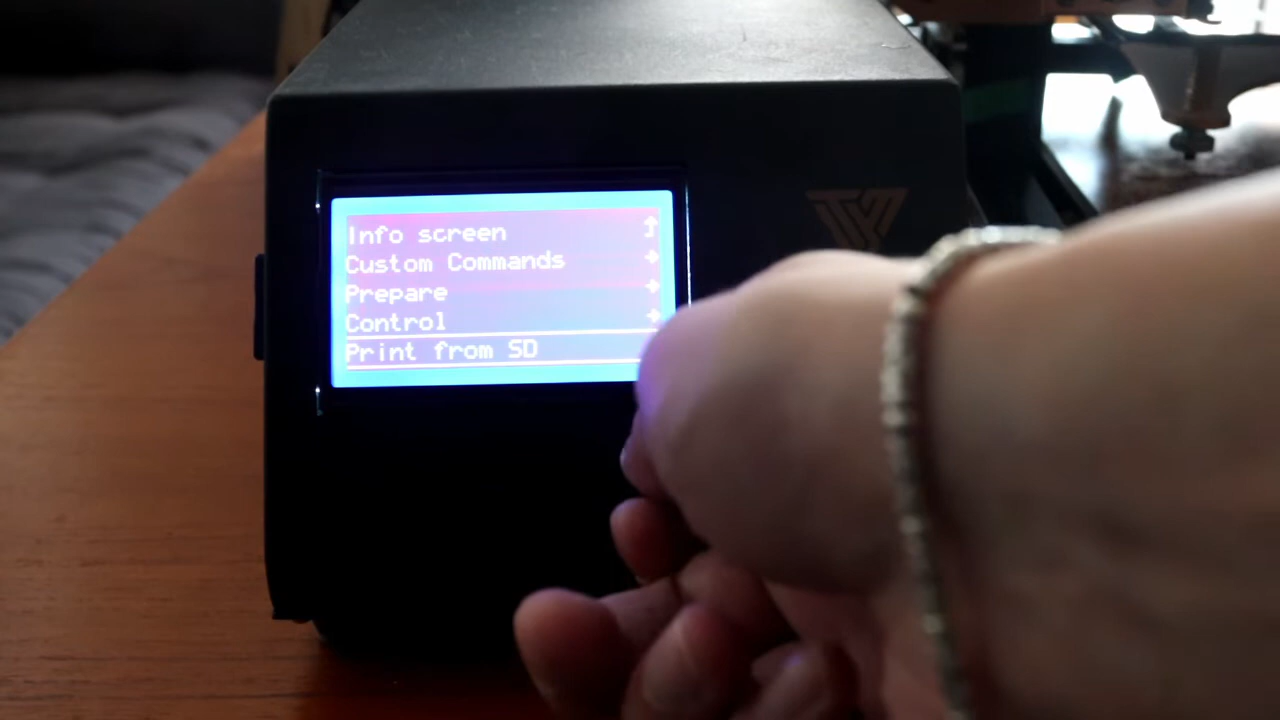 Info screen
Custom Commands
Prepare
Control
Print from SD